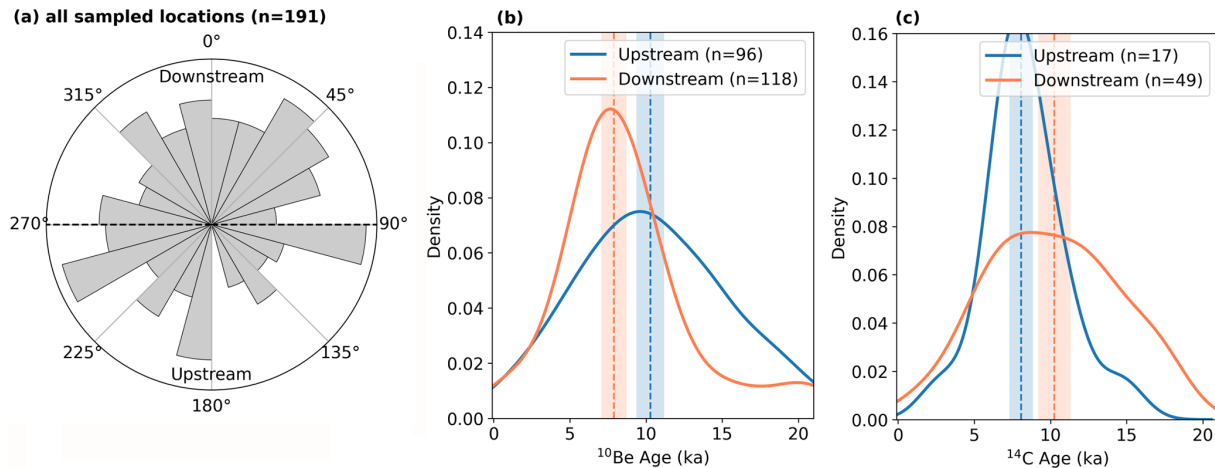 (a) all sampled locations (n=191)
0°
Downstream
315°
45°
270°
90°
225°
135°
Upstream
180°
(b)
0.14
0.12
0.10
0.08
0.06
0.04
0.02
0.00
Density
Upstream (n=96)
Downstream (n=118)
0
5
10
15
20
¹⁰Be Age (ka)
(c)
0.16
0.14
0.12
0.10
0.08
0.06
0.04
0.02
0.00
Density
Upstream (n=17)
Downstream (n=49)
0
5
10
15
20
¹⁴C Age (ka)